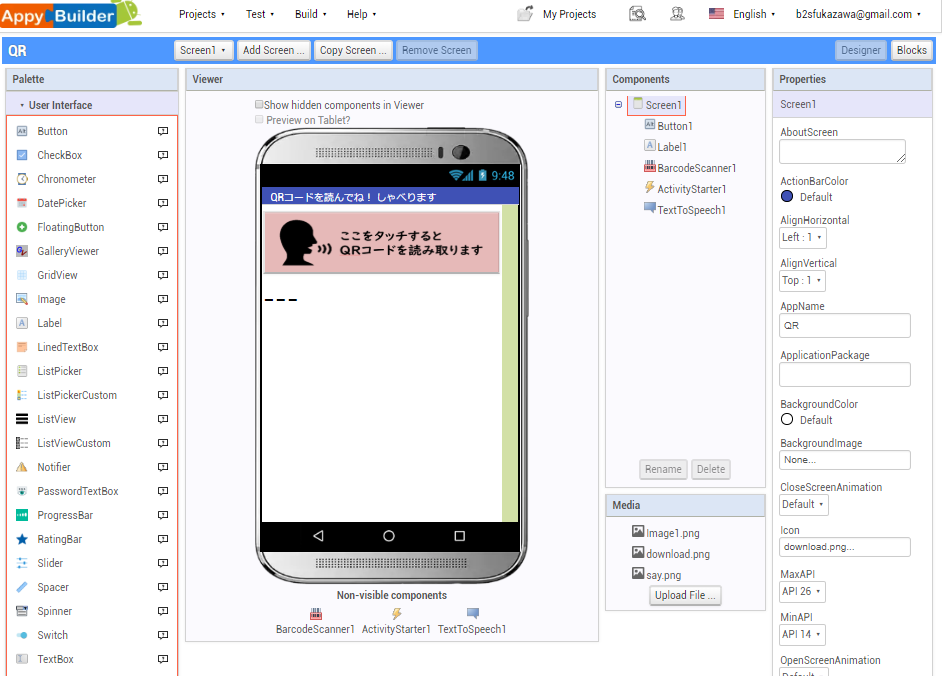 AppyBuilder
Projects Test Build Help My Projects English b2sfukazawa@gmail.com
QR Screen1 Add Screen ... Copy Screen ... Remove Screen Designer Blocks
Palette
User Interface
Button
CheckBox
Chronometer
DatePicker
FloatingButton
GalleryViewer
GridView
Image
Label
LinedTextBox
ListPicker
ListPickerCustom
ListView
ListViewCustom
Notifier
PasswordTextBox
ProgressBar
RatingBar
Slider
Spacer
Spinner
Switch
TextBox
Viewer
Show hidden components in Viewer
Preview on Tablet?
9:48
QRコードを読んでね！しゃべります
ここをタッチすると
QRコードを読み取ります
---
Non-visible components
BarcodeScanner1 ActivityStarter1 TextToSpeech1
Components
Screen1
Button1
Label1
BarcodeScanner1
ActivityStarter1
TextToSpeech1
Rename Delete
Media
Image1.png
download.png
say.png
Upload File ...
Properties
Screen1
AboutScreen
ActionBarColor
Default
AlignHorizontal
Left : 1
AlignVertical
Top : 1
AppName
QR
ApplicationPackage
BackgroundColor
Default
BackgroundImage
None...
CloseScreenAnimation
Default
Icon
download.png...
MaxAPI
API 26
MinAPI
API 14
OpenScreenAnimation
Default